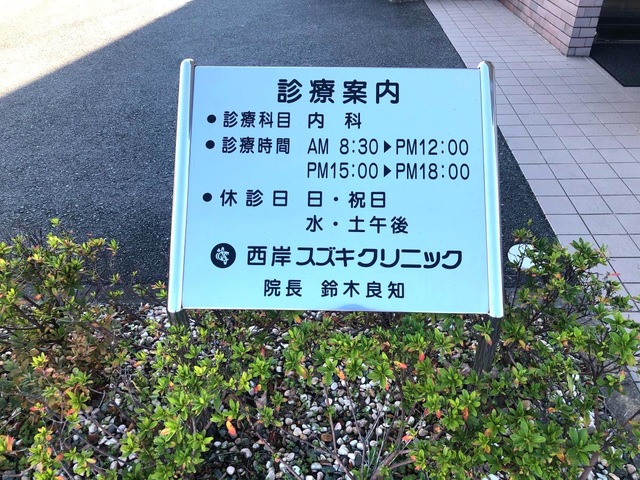 診療案内
●診療科目 内 科
●診療時間 AM 8:30▶PM12:00
PM15:00▶PM18:00
●休診日 日・祝日
水・土午後
西岸スズキクリニック
院長 鈴木良知